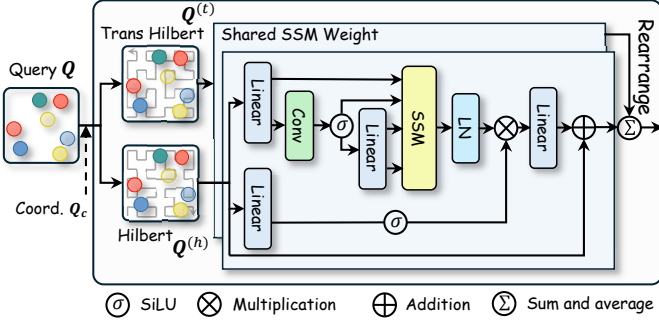 Q^(t)
Trans Hilbert
Shared SSM Weight
Rearrange
Query Q
Linear
Conv
σ
Linear
SSM
LN
Linear
Σ
Coord. Q_c
Linear
σ
Hilbert
Q^(h)
σ SiLU
Multiplication
Addition
Σ Sum and average